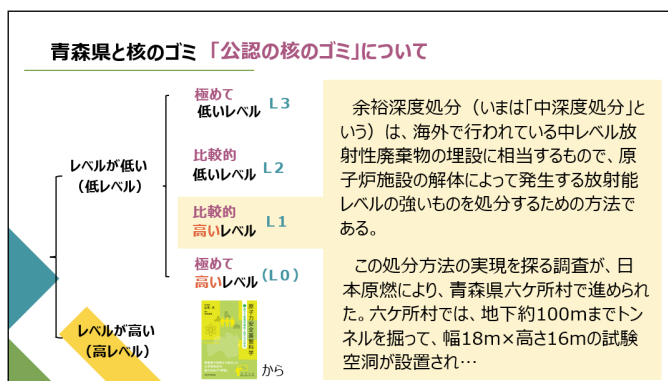 青森県と核のゴミ「公認の核のゴミ」について
極めて
低いレベル L3
比較的
低いレベル L2
比較的
高いレベル L1
極めて
高いレベル (L0)
レベルが低い
(低レベル)
レベルが高い
(高レベル)
原子力安全基盤科学
から
余裕深度処分（いまは「中深度処分」と
いう）は、海外で行われている中レベル放
射性廃棄物の埋設に相当するもので、原
子炉施設の解体によって発生する放射能
レベルの強いものを処分するための方法で
ある。
この処分方法の実現を探る調査が、日
本原燃により、青森県六ケ所村で進められ
た。六ケ所村では、地下約100mまでトン
ネルを掘って、幅18m×高さ16mの試験
空洞が設置され…